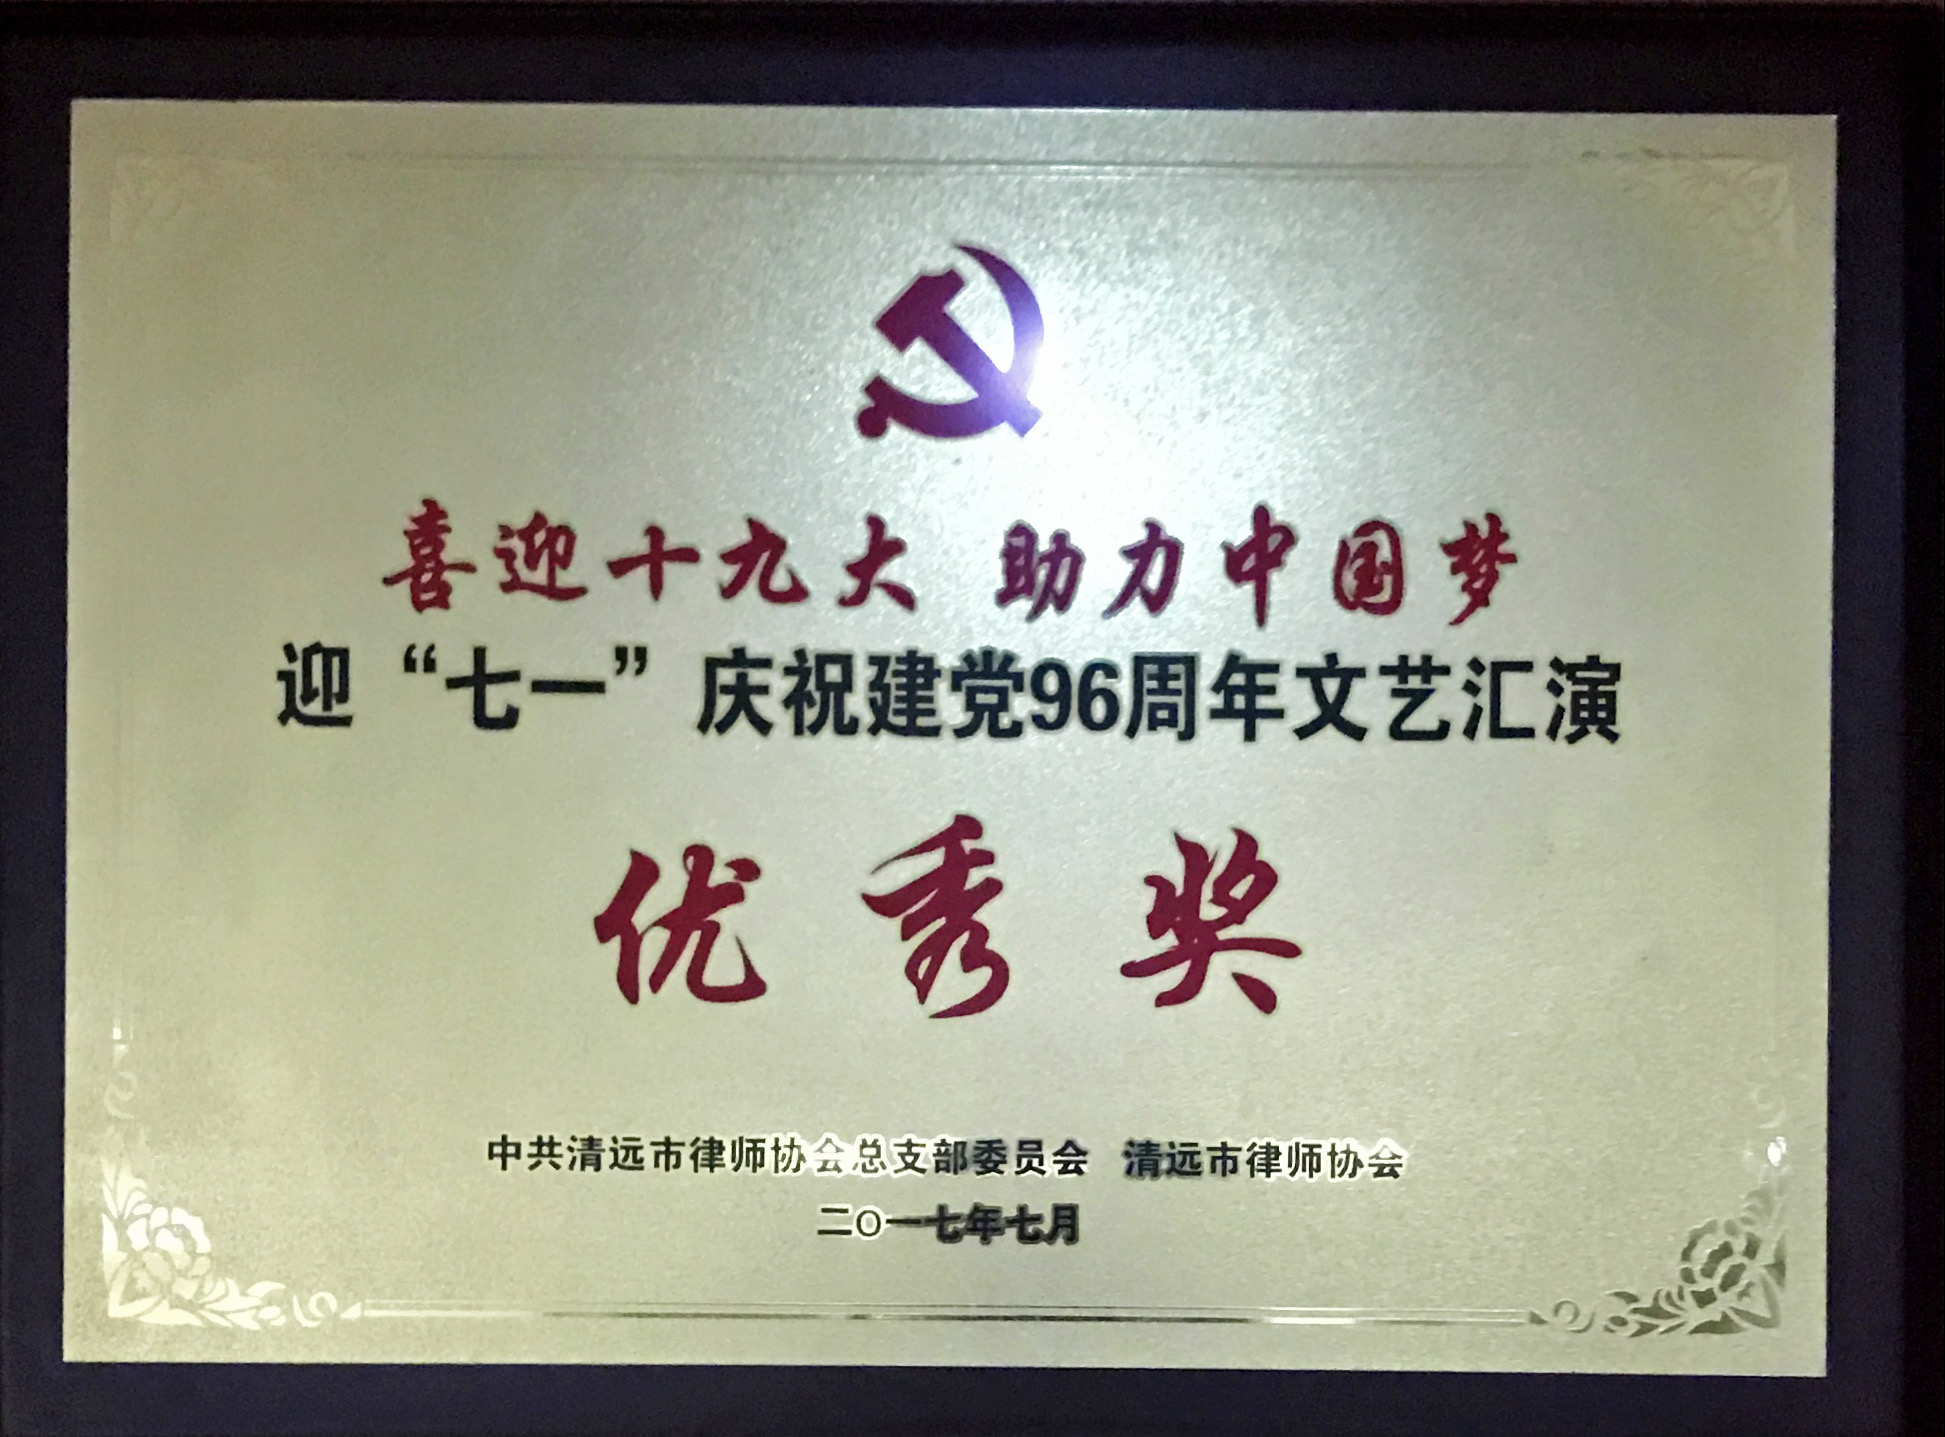 喜迎十九大 助力中国梦
迎“七一”庆祝建党96周年文艺汇演
优秀奖
中共清远市律师协会总支部委员会 清远市律师协会
二○一七年七月